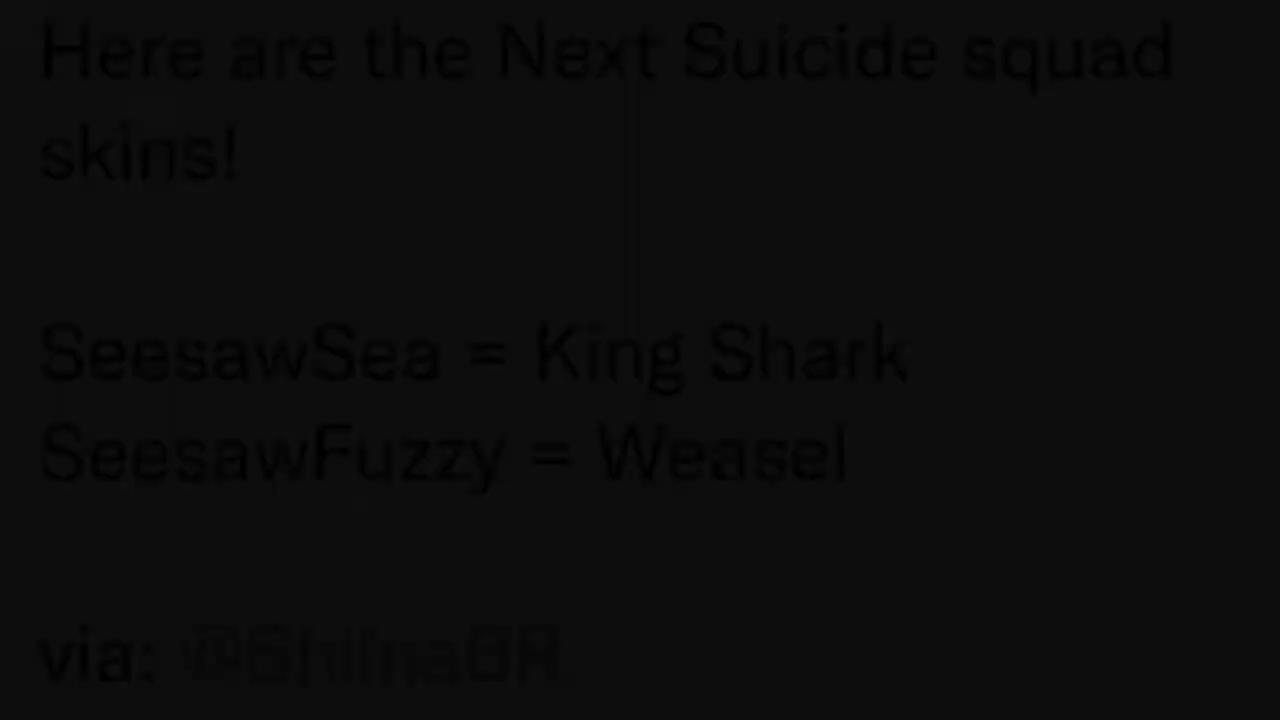 Here are the Next Suicide squad
skins!
SeesawSea = King Shark
SeesawFuzzy = Weasel
via: